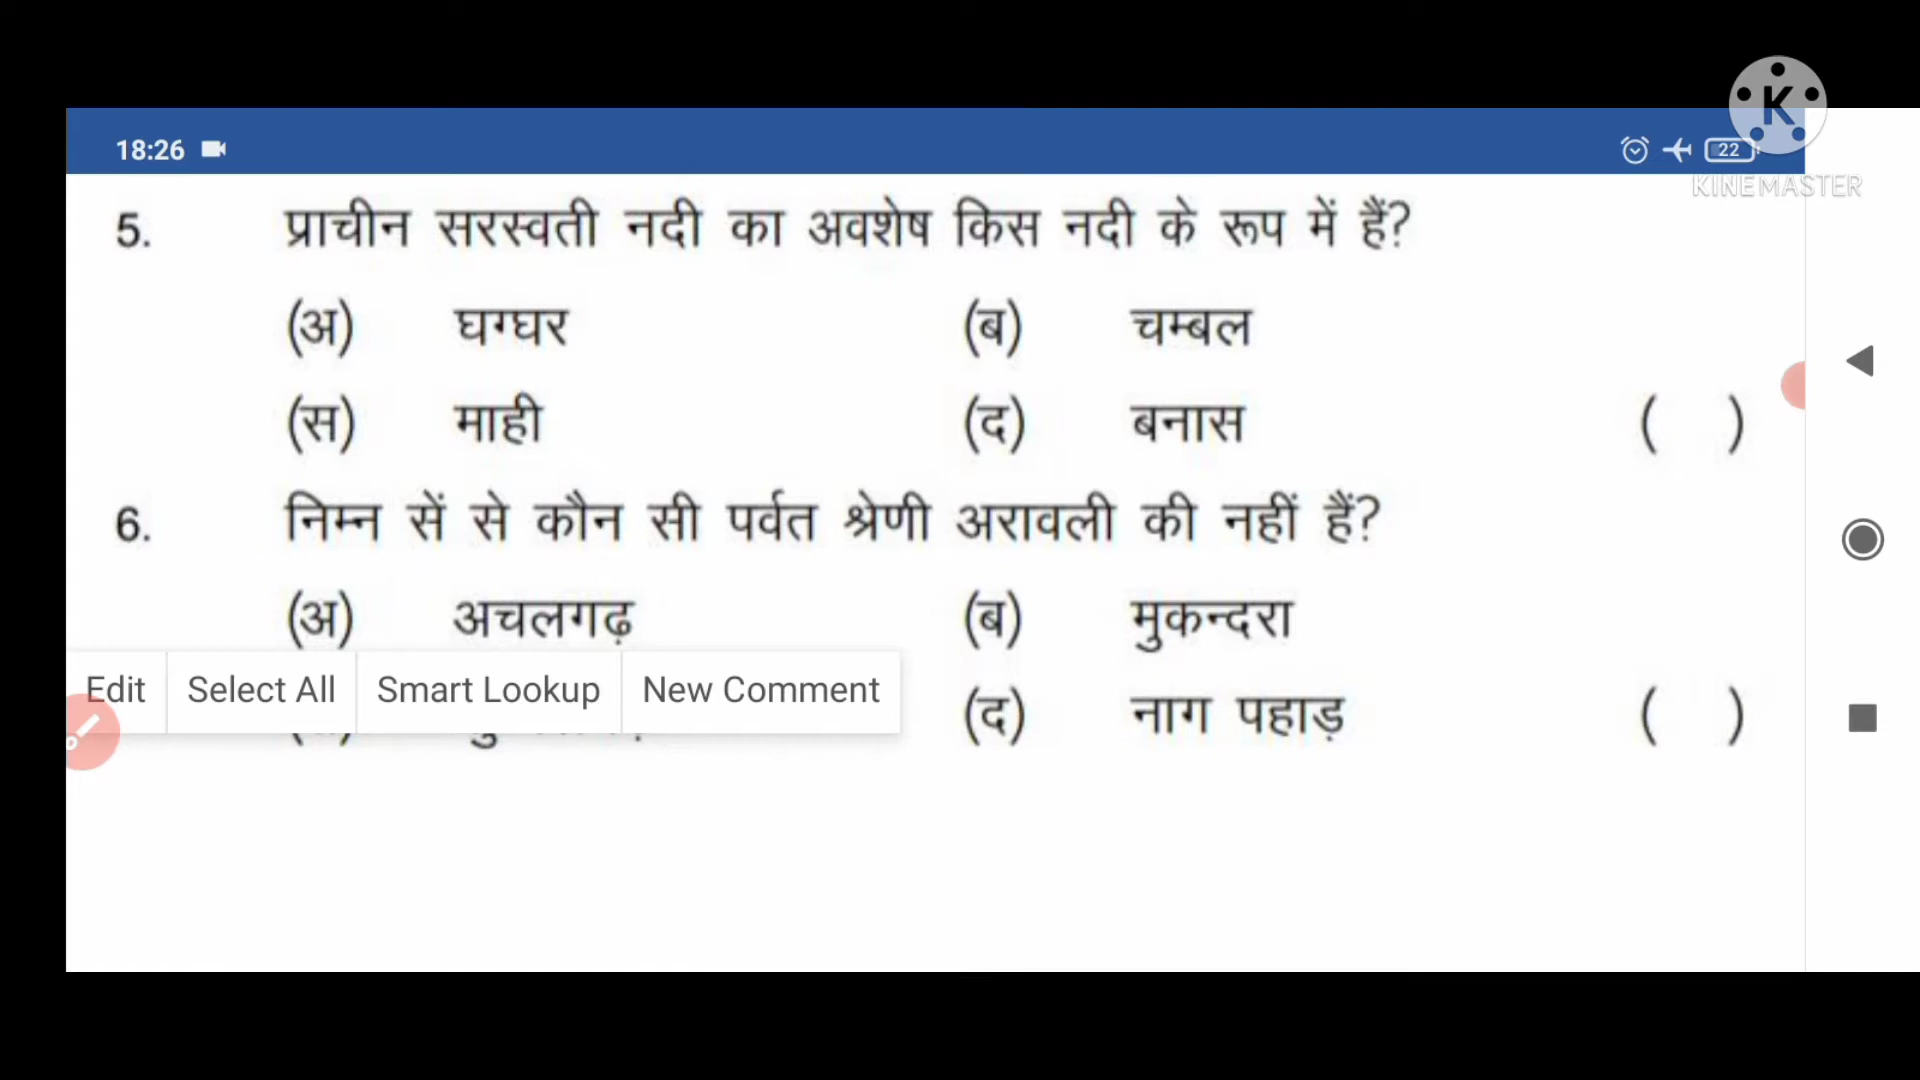 18:26
22
KINEMASTER
5. प्राचीन सरस्वती नदी का अवशेष किस नदी के रूप में हैं?
(अ) घग्घर (ब) चम्बल
(स) माही (द) बनास ( )
6. निम्न सें से कौन सी पर्वत श्रेणी अरावली की नहीं हैं?
(अ) अचलगढ़ (ब) मुकन्दरा
Edit Select All Smart Lookup New Comment
(द) नाग पहाड़ ( )